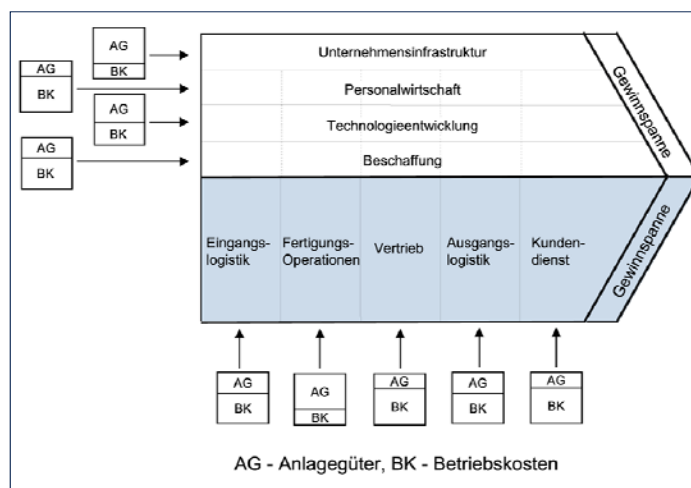 AG
BK
Unternehmensinfrastruktur
AG
BK
Personalwirtschaft
AG
BK
Technologieentwicklung
AG
BK
Beschaffung
Gewinnspanne
Eingangs-
logistik
Fertigungs-
Operationen
Vertrieb
Ausgangs-
logistik
Kunden-
dienst
Gewinnspanne
AG
BK
AG
BK
AG
BK
AG
BK
AG
BK
AG - Anlagegüter, BK - Betriebskosten